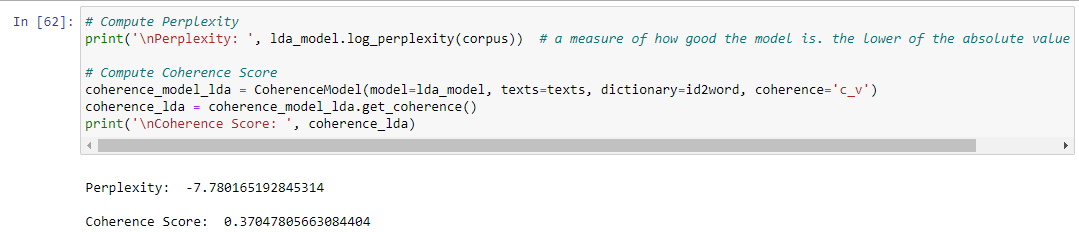 In [62]: # Compute Perplexity
print('\nPerplexity: ', lda_model.log_perplexity(corpus))  # a measure of how good the model is. the lower of the absolute value
# Compute Coherence Score
coherence_model_lda = CoherenceModel(model=lda_model, texts=texts, dictionary=id2word, coherence='c_v')
coherence_lda = coherence_model_lda.get_coherence()
print('\nCoherence Score: ', coherence_lda)
Perplexity:  -7.780165192845314
Coherence Score:  0.37047805663084404